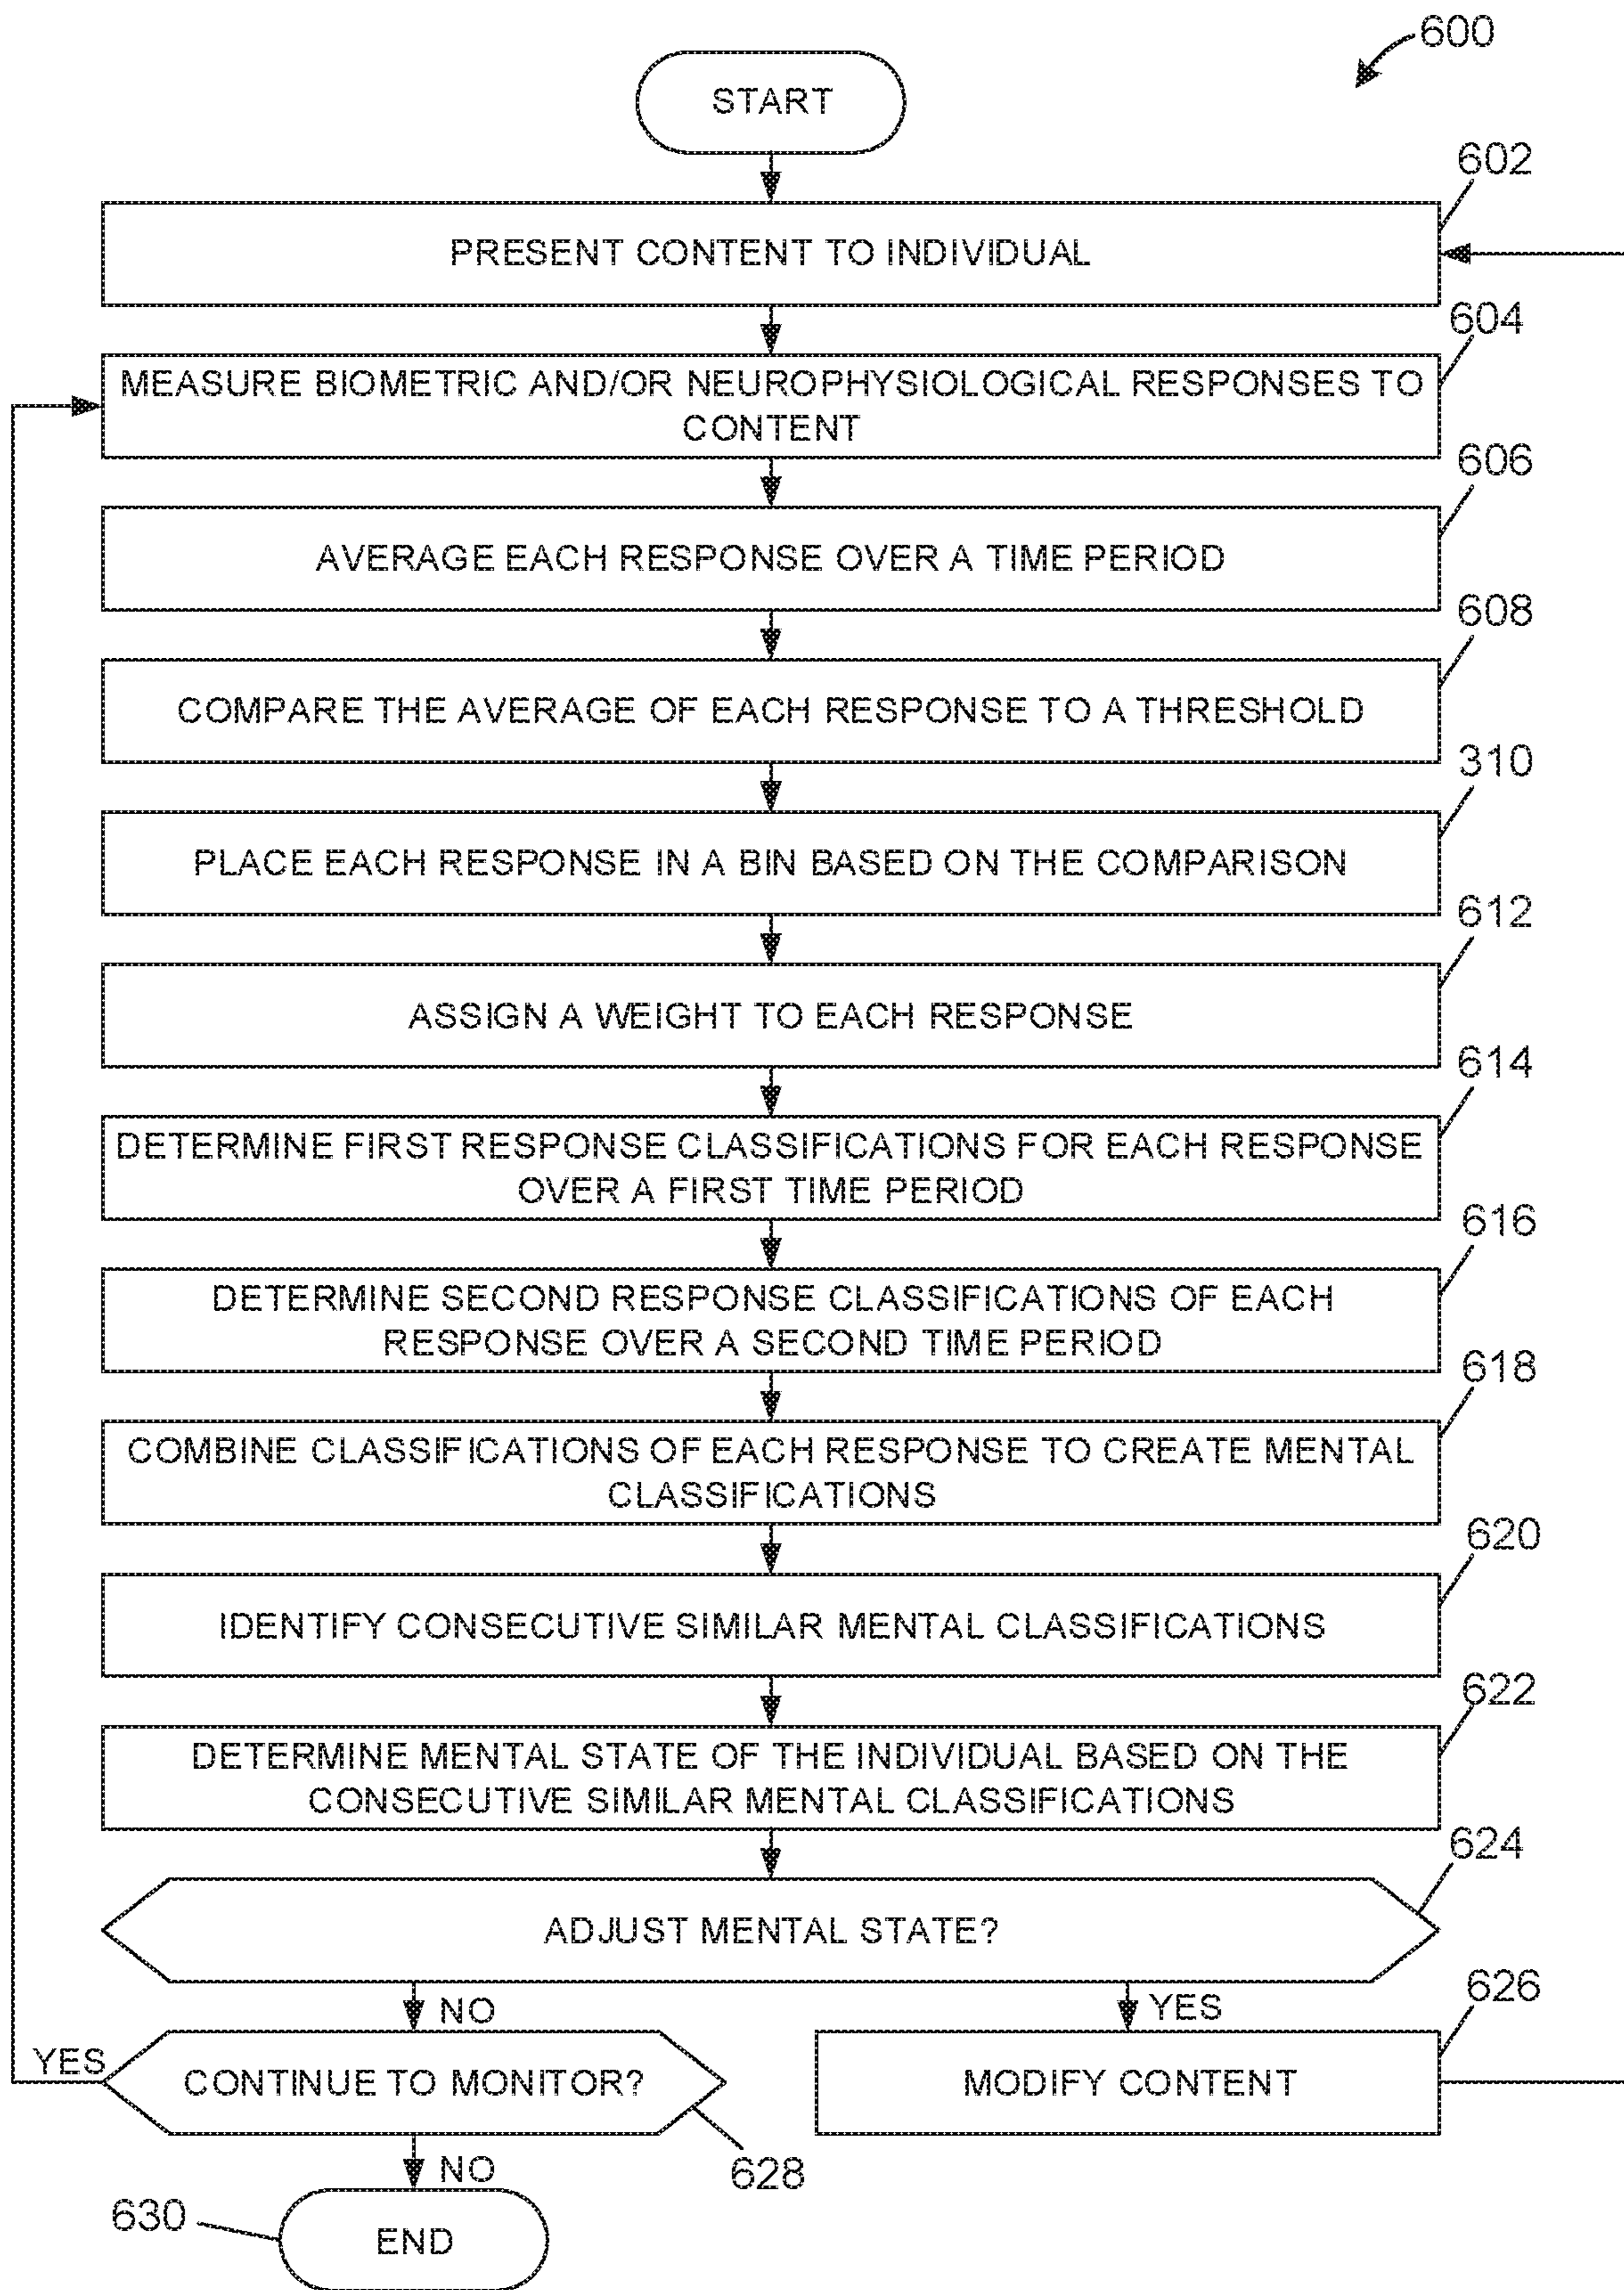 600
START
602
PRESENT CONTENT TO INDIVIDUAL
604
MEASURE BIOMETRIC AND/OR NEUROPHYSIOLOGICAL RESPONSES TO
CONTENT
606
AVERAGE EACH RESPONSE OVER A TIME PERIOD
608
COMPARE THE AVERAGE OF EACH RESPONSE TO A THRESHOLD
310
PLACE EACH RESPONSE IN A BIN BASED ON THE COMPARISON
612
ASSIGN A WEIGHT TO EACH RESPONSE
614
DETERMINE FIRST RESPONSE CLASSIFICATIONS FOR EACH RESPONSE
OVER A FIRST TIME PERIOD
616
DETERMINE SECOND RESPONSE CLASSIFICATIONS OF EACH
RESPONSE OVER A SECOND TIME PERIOD
618
COMBINE CLASSIFICATIONS OF EACH RESPONSE TO CREATE MENTAL
CLASSIFICATIONS
620
IDENTIFY CONSECUTIVE SIMILAR MENTAL CLASSIFICATIONS
622
DETERMINE MENTAL STATE OF THE INDIVIDUAL BASED ON THE
CONSECUTIVE SIMILAR MENTAL CLASSIFICATIONS
624
ADJUST MENTAL STATE?
NO
YES
626
YES
CONTINUE TO MONITOR?
MODIFY CONTENT
628
NO
630
END